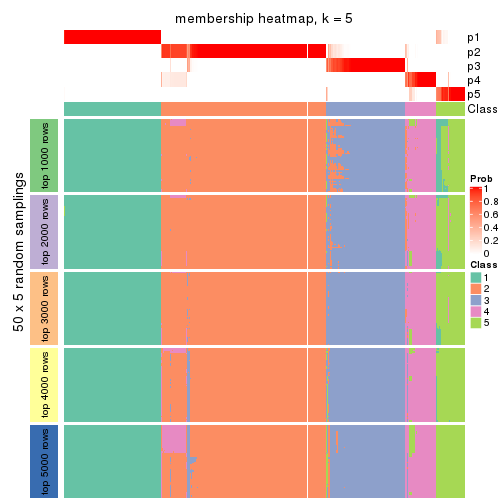 membership heatmap, k = 5
p1
p2
p3
p4
p5
Class
50 x 5 random samplings
top 1000 rows
top 2000 rows
top 3000 rows
top 4000 rows
top 5000 rows
Prob
1
0.8
0.6
0.4
0.2
0
Class
1
2
3
4
5